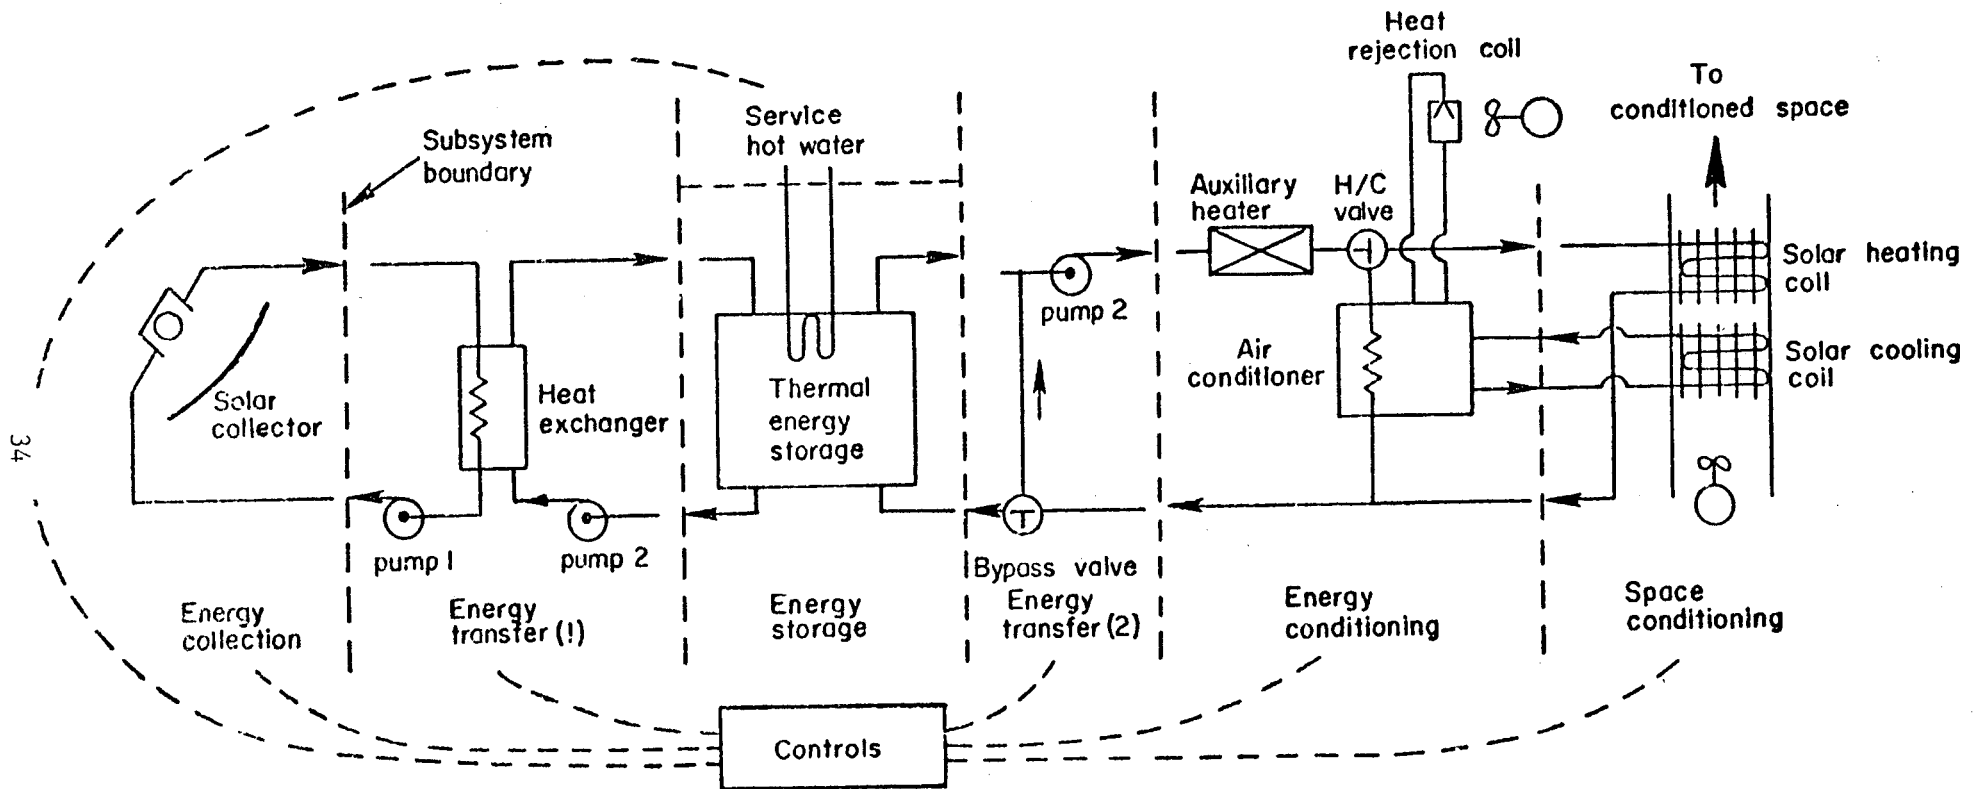 Heat
rejection coil
To
conditioned space
Service
hot water
Subsystem
boundary
Auxiliary
heater
H/C
valve
Solar heating
coil
pump 2
Solar cooling
coil
Air
conditioner
Solar
collector
Heat
exchanger
Thermal
energy
storage
34
pump 1
pump 2
Bypass valve
Energy
collection
Energy
transfer (!)
Energy
storage
Energy
transfer (2)
Energy
conditioning
Space
conditioning
Controls